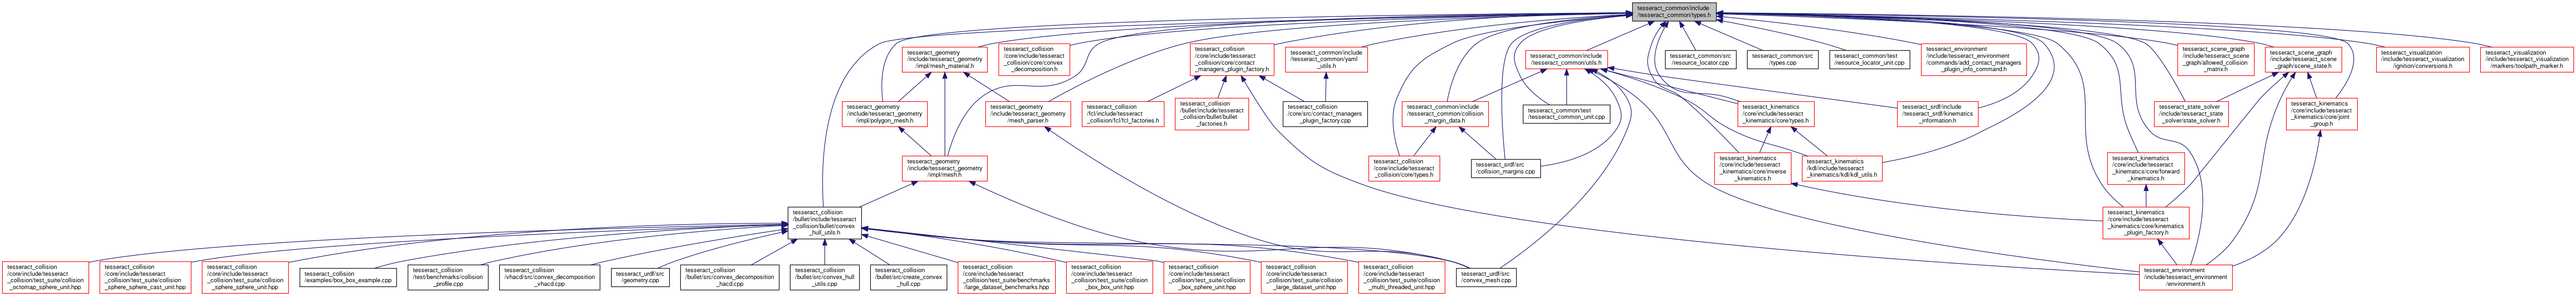 tesseract_common/include
/tesseract_common/types.h
tesseract_geometry
/include/tesseract_geometry
/impl/mesh_material.h
tesseract_collision
/core/include/tesseract
_collision/core/convex
_decomposition.h
tesseract_collision
/core/include/tesseract
_collision/core/contact
_managers_plugin_factory.h
tesseract_common/include
/tesseract_common/yaml
_utils.h
tesseract_common/include
/tesseract_common/utils.h
tesseract_common/src
/resource_locator.cpp
tesseract_common/src
/types.cpp
tesseract_common/test
/resource_locator_unit.cpp
tesseract_environment
/include/tesseract_environment
/commands/add_contact_managers
_plugin_info_command.h
tesseract_scene_graph
/include/tesseract_scene
_graph/allowed_collision
_matrix.h
tesseract_scene_graph
/include/tesseract_scene
_graph/scene_state.h
tesseract_visualization
/include/tesseract_visualization
/ignition/conversions.h
tesseract_visualization
/include/tesseract_visualization
/markers/toolpath_marker.h
tesseract_geometry
/include/tesseract_geometry
/impl/polygon_mesh.h
tesseract_geometry
/include/tesseract_geometry
/mesh_parser.h
tesseract_collision
/fcl/include/tesseract
_collision/fcl/fcl_factories.h
tesseract_collision
/bullet/include/tesseract
_collision/bullet/bullet
_factories.h
tesseract_collision
/core/src/contact_managers
_plugin_factory.cpp
tesseract_common/include
/tesseract_common/collision
_margin_data.h
tesseract_common/test
/tesseract_common_unit.cpp
tesseract_kinematics
/core/include/tesseract
_kinematics/core/types.h
tesseract_srdf/include
/tesseract_srdf/kinematics
_information.h
tesseract_state_solver
/include/tesseract_state
_solver/state_solver.h
tesseract_kinematics
/core/include/tesseract
_kinematics/core/joint
_group.h
tesseract_geometry
/include/tesseract_geometry
/impl/mesh.h
tesseract_collision
/core/include/tesseract
_collision/core/types.h
tesseract_srdf/src
/collision_margins.cpp
tesseract_kinematics
/core/include/tesseract
_kinematics/core/inverse
_kinematics.h
tesseract_kinematics
/kdl/include/tesseract
_kinematics/kdl/kdl_utils.h
tesseract_kinematics
/core/include/tesseract
_kinematics/core/forward
_kinematics.h
tesseract_collision
/bullet/include/tesseract
_collision/bullet/convex
_hull_utils.h
tesseract_kinematics
/core/include/tesseract
_kinematics/core/kinematics
_plugin_factory.h
tesseract_collision
/core/include/tesseract
_collision/test_suite/collision
_octomap_sphere_unit.hpp
tesseract_collision
/core/include/tesseract
_collision/test_suite/collision
_sphere_sphere_cast_unit.hpp
tesseract_collision
/core/include/tesseract
_collision/test_suite/collision
_sphere_sphere_unit.hpp
tesseract_collision
/examples/box_box_example.cpp
tesseract_collision
/test/benchmarks/collision
_profile.cpp
tesseract_collision
/vhacd/src/convex_decomposition
_vhacd.cpp
tesseract_urdf/src
/geometry.cpp
tesseract_collision
/bullet/src/convex_decomposition
_hacd.cpp
tesseract_collision
/bullet/src/convex_hull
_utils.cpp
tesseract_collision
/bullet/src/create_convex
_hull.cpp
tesseract_collision
/core/include/tesseract
_collision/test_suite/benchmarks
/large_dataset_benchmarks.hpp
tesseract_collision
/core/include/tesseract
_collision/test_suite/collision
_box_box_unit.hpp
tesseract_collision
/core/include/tesseract
_collision/test_suite/collision
_box_sphere_unit.hpp
tesseract_collision
/core/include/tesseract
_collision/test_suite/collision
_large_dataset_unit.hpp
tesseract_collision
/core/include/tesseract
_collision/test_suite/collision
_multi_threaded_unit.hpp
tesseract_urdf/src
/convex_mesh.cpp
tesseract_environment
/include/tesseract_environment
/environment.h